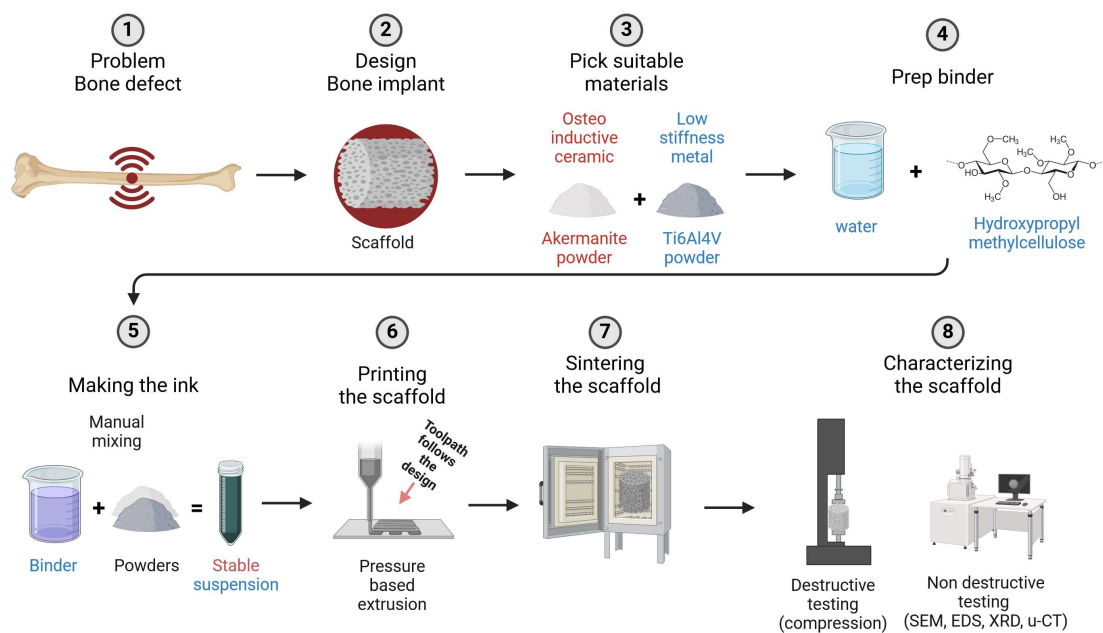 1
Problem
Bone defect
2
Design
Bone implant
Scaffold
3
Pick suitable
materials
Osteo
inductive
ceramic
Low
stiffness
metal
+
Akermanite
powder
Ti6Al4V
powder
4
Prep binder
+
water
OCH₃
H₃C
O
O
HO
O
O
H₃C
CH₃
O
O
H₃C
O
O
OH
Hydroxypropyl
methylcellulose
5
Making the ink
Manual
mixing
+
=
Binder
Powders
Stable
suspension
6
Printing
the scaffold
Toolpath
follows
the
design
Pressure
based
extrusion
7
Sintering
the scaffold
8
Characterizing
the scaffold
Destructive
testing
(compression)
Non destructive
testing
(SEM, EDS, XRD, u-CT)